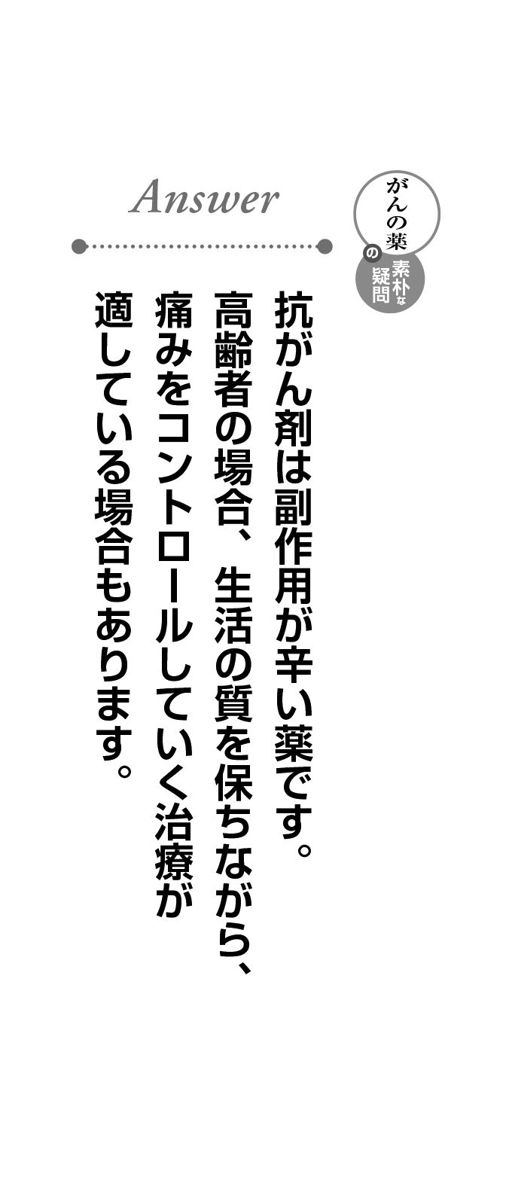 がんの薬
の
素朴な
疑問
Answer
抗がん剤は副作用が辛い薬です。
高齢者の場合、生活の質を保ちながら、
痛みをコントロールしていく治療が
適している場合もあります。